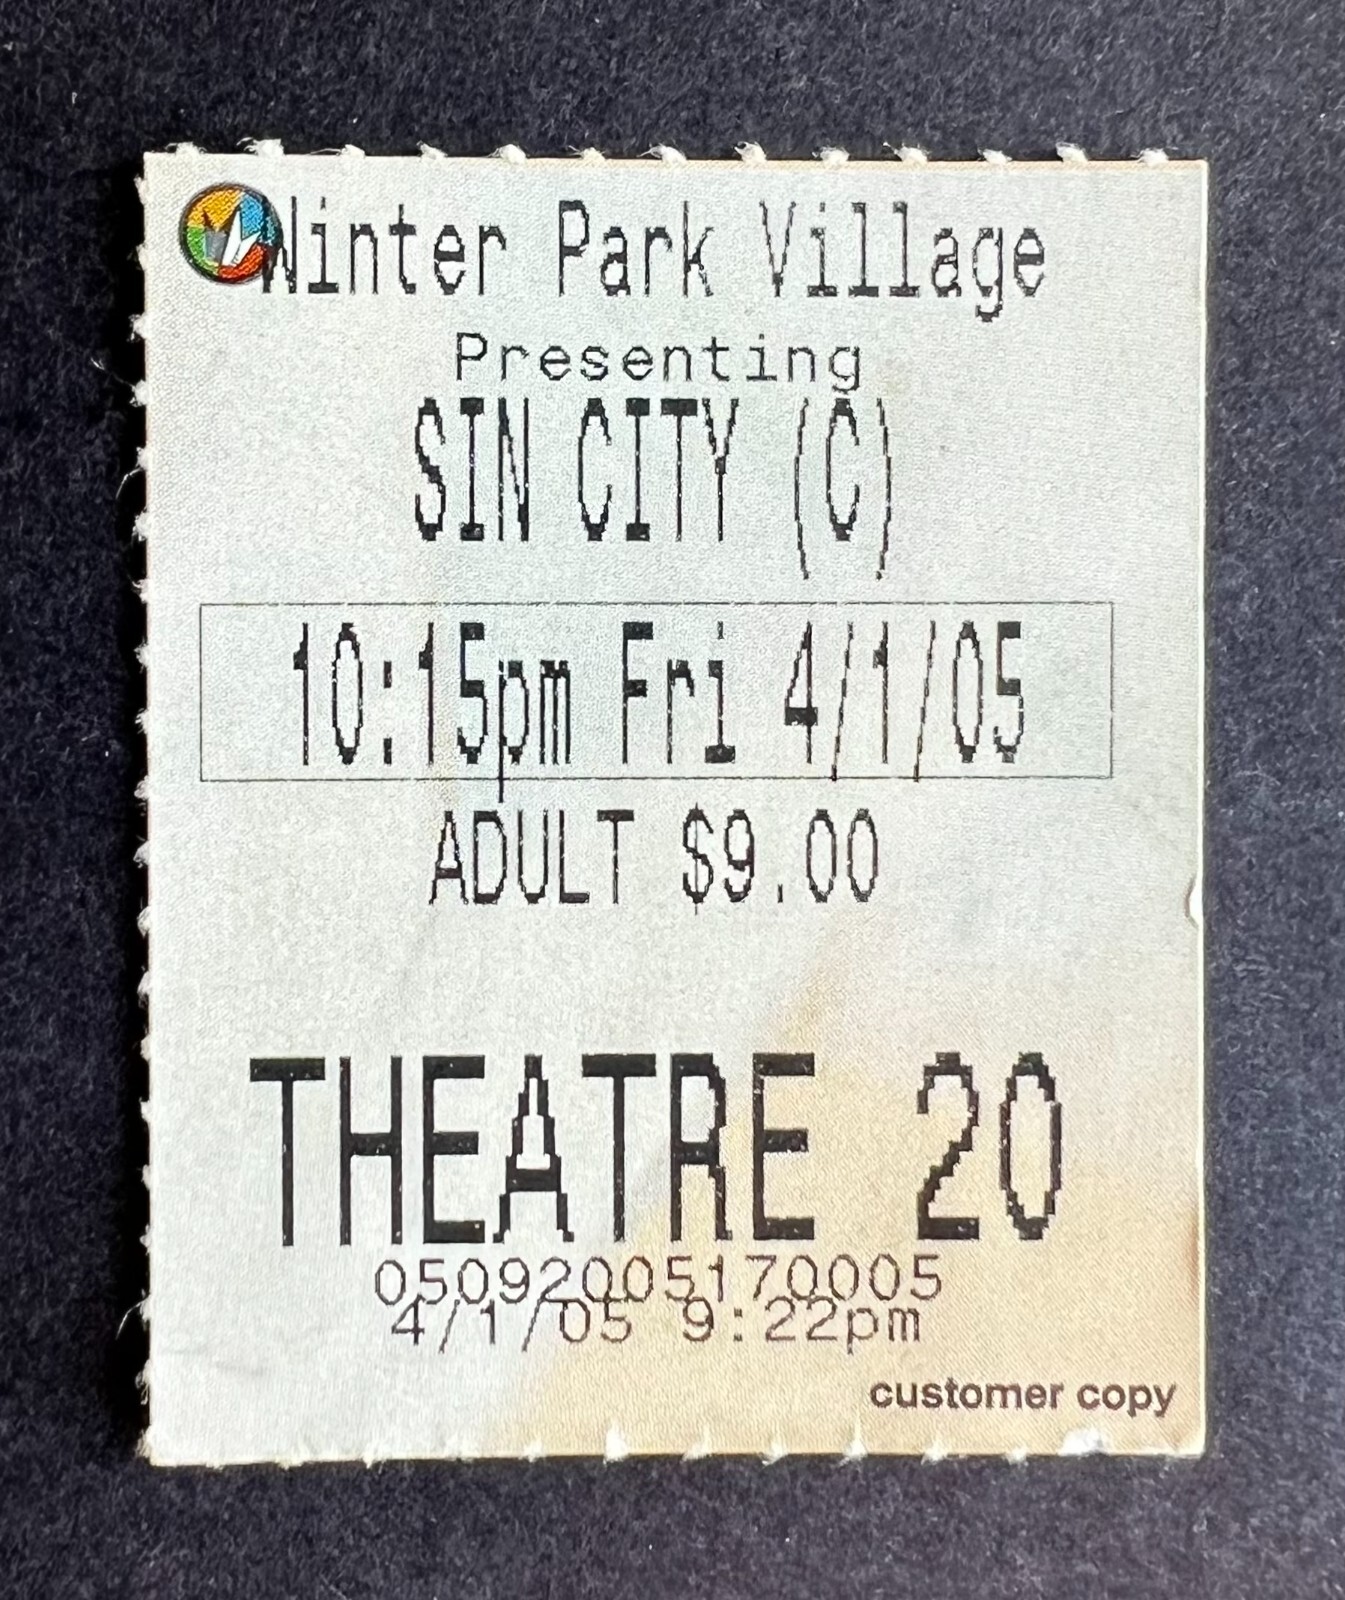 Winter Park Village
Presenting
SIN CITY (C)
10:15pm Fri 4/1/05
ADULT $9.00
THEATRE 20
05092005170005
4/1/05 9:22pm
customer copy